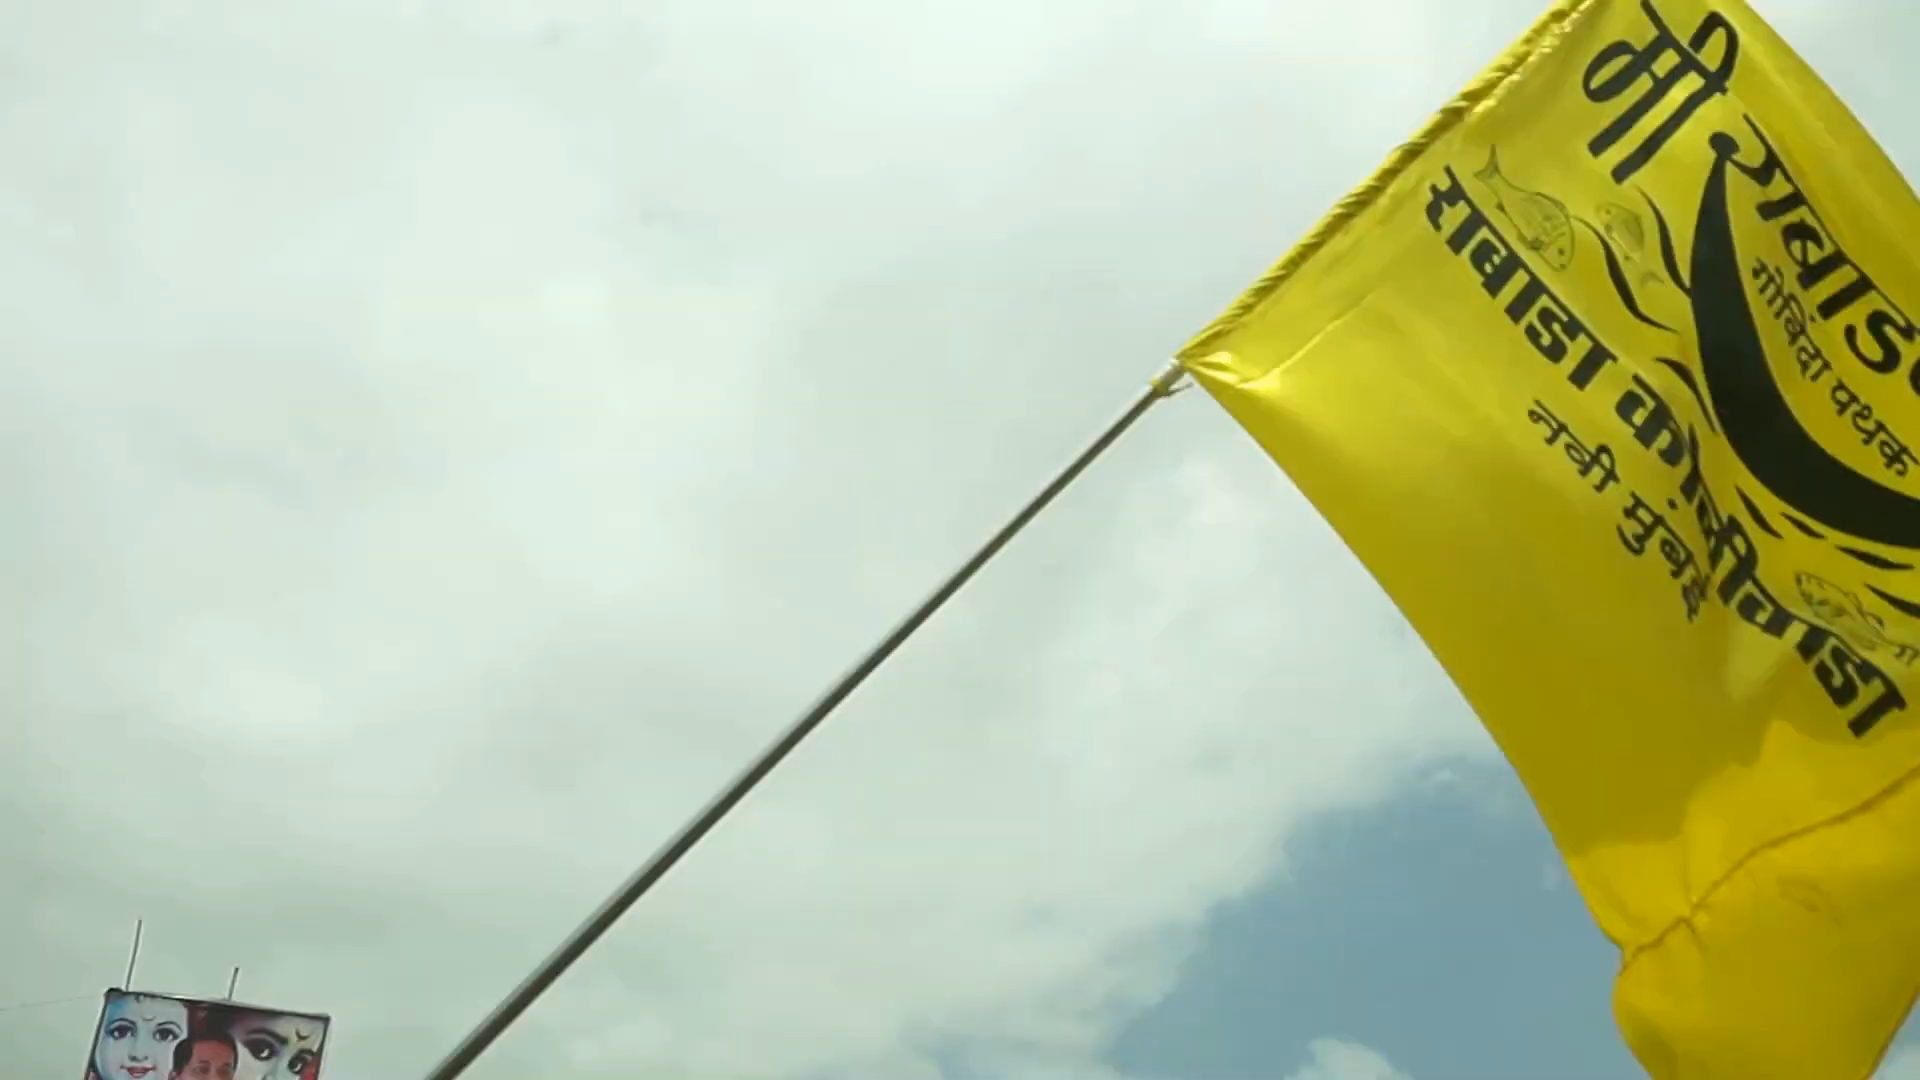 मी
राबाडा
गोविंदा पथक
राबाडा कोळीवाडा
नवी मुंबई